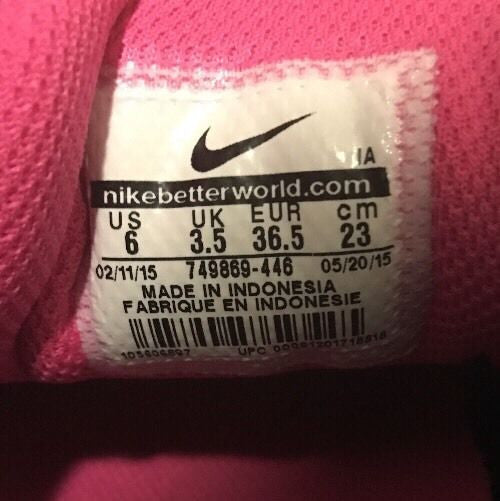 IA
nikebetterworld.com
US UK EUR cm
6 3.5 36.5 23
02/11/15 749869-446 05/20/15
MADE IN INDONESIA
FABRIQUE EN INDONESIE
UPC